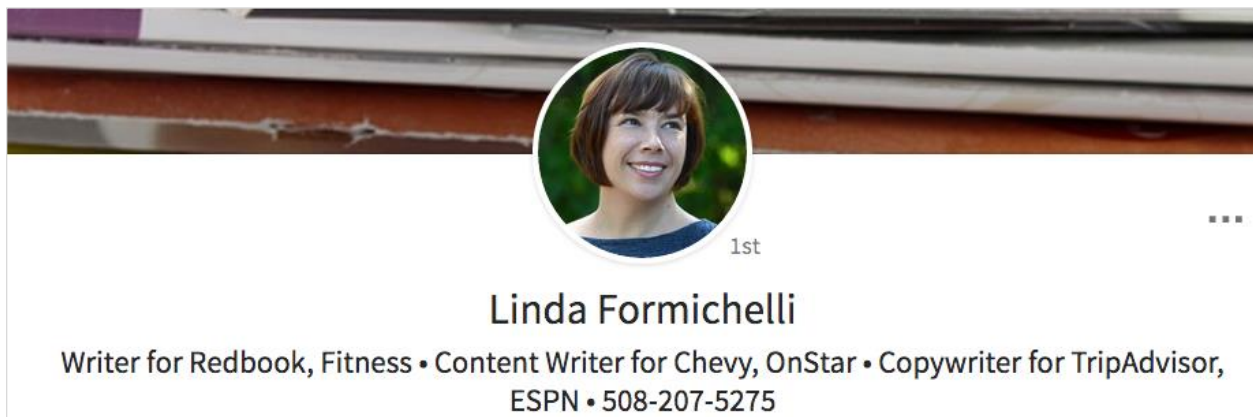 1st
Linda Formichelli
Writer for Redbook, Fitness • Content Writer for Chevy, OnStar • Copywriter for TripAdvisor,
ESPN • 508-207-5275